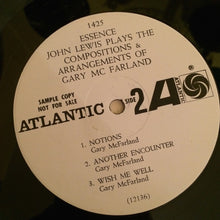 1425
ESSENCE
JOHN LEWIS PLAYS THE
COMPOSITIONS &
ARRANGEMENTS OF
GARY MC FARLAND
SAMPLE COPY
NOT FOR SALE
ATLANTIC SIDE 2 A
1. NOTIONS
Gary McFarland
2. ANOTHER ENCOUNTER
Gary McFarland
3. WISH ME WELL
Gary McFarland
(12136)